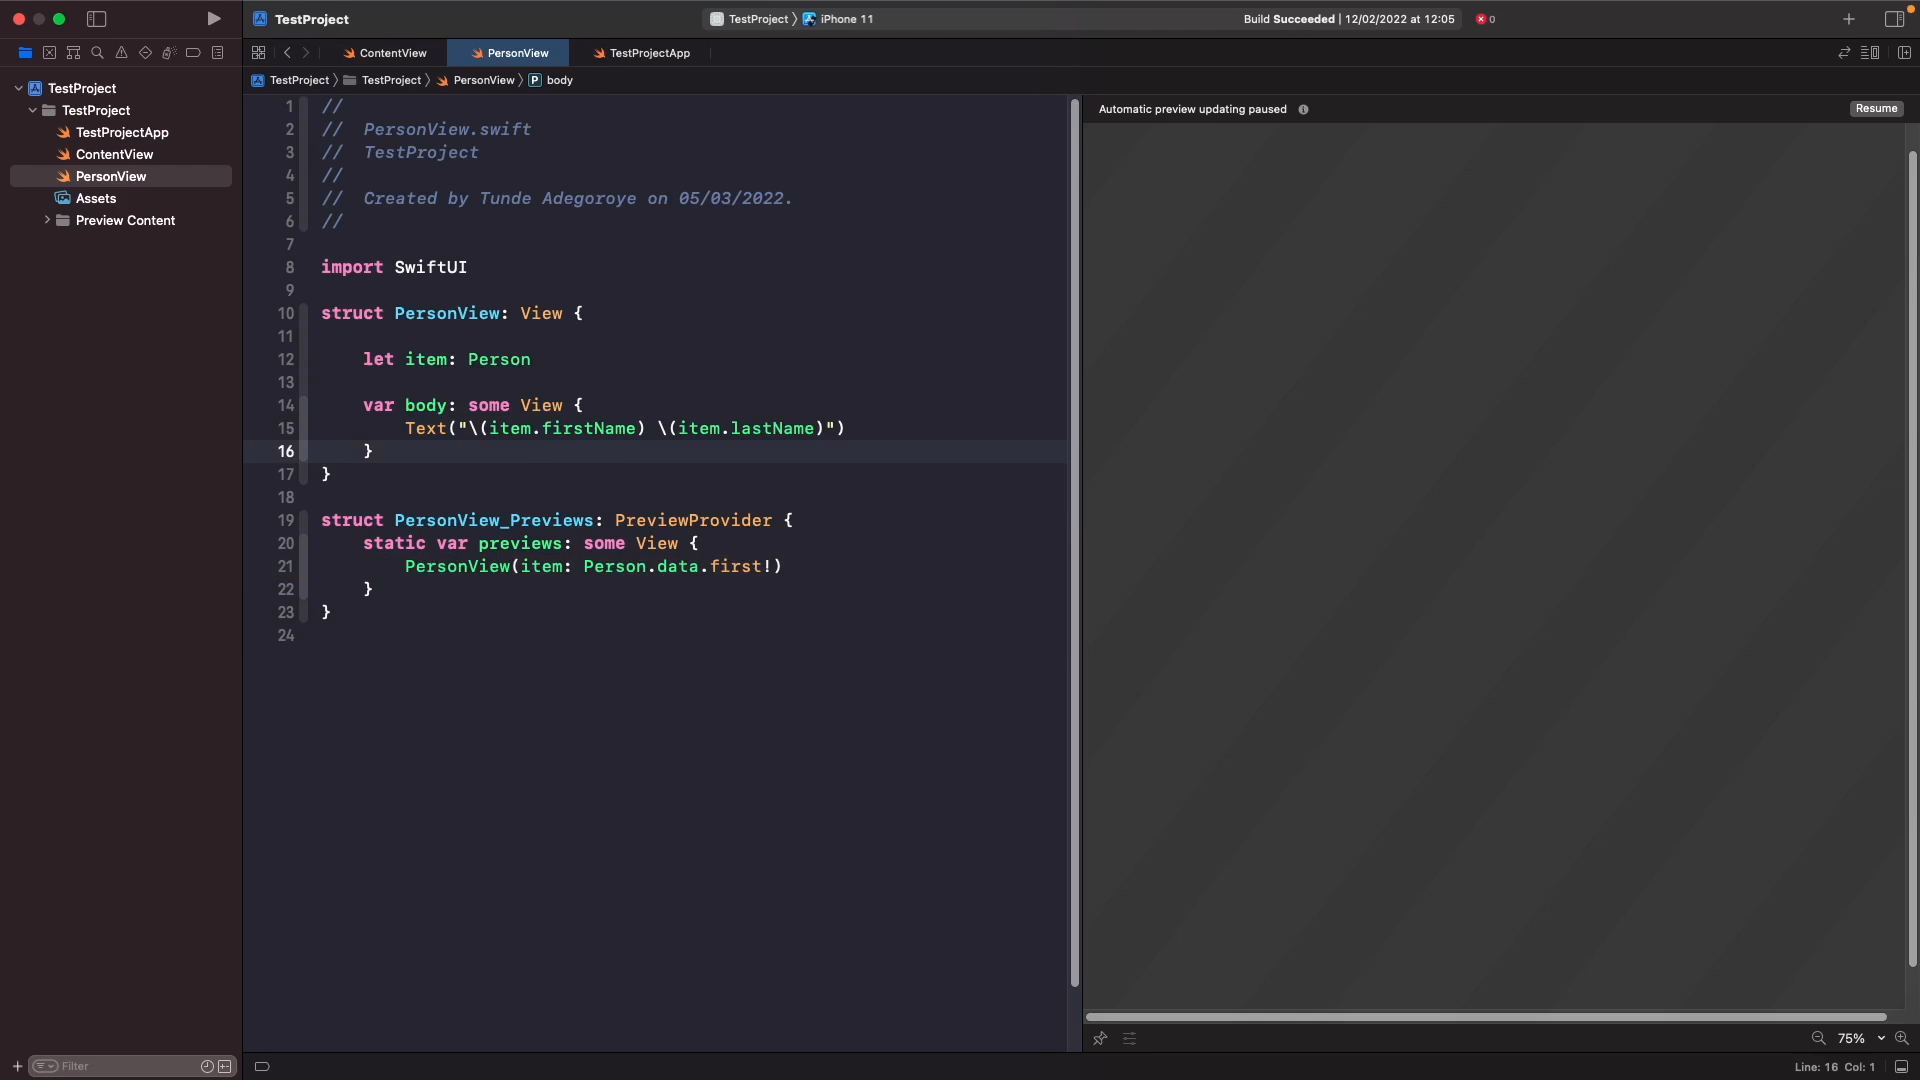 TestProject
TestProject 〉 iPhone 11
Build Succeeded | 12/02/2022 at 12:05
0
ContentView
PersonView
TestProjectApp
TestProject 〉 TestProject 〉 PersonView 〉 P body
TestProject
TestProject
TestProjectApp
ContentView
PersonView
Assets
Preview Content
1 //
2 //  PersonView.swift
3 //  TestProject
4 //
5 //  Created by Tunde Adegoroye on 05/03/2022.
6 //
7
8 import SwiftUI
9
10 struct PersonView: View {
11
12     let item: Person
13
14     var body: some View {
15         Text("\(item.firstName) \(item.lastName)")
16     }
17 }
18
19 struct PersonView_Previews: PreviewProvider {
20     static var previews: some View {
21         PersonView(item: Person.data.first!)
22     }
23 }
24
Automatic preview updating paused
Resume
75%
Filter
Line: 16 Col: 1